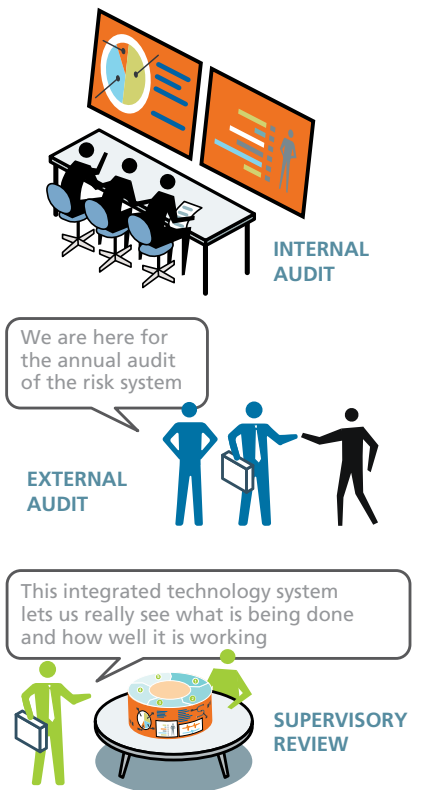 INTERNAL
AUDIT
We are here for
the annual audit
of the risk system
EXTERNAL
AUDIT
This integrated technology system
lets us really see what is being done
and how well it is working
SUPERVISORY
REVIEW